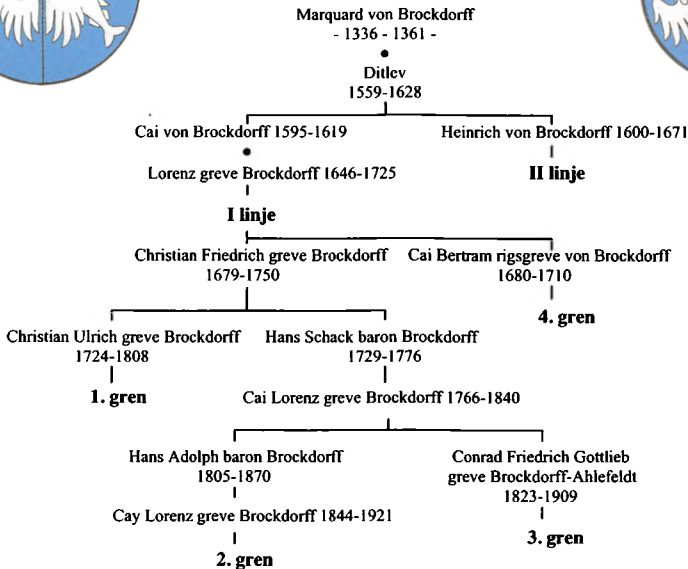 Marquard von Brockdorff
- 1336 - 1361 -
Ditlev
1559-1628
Cai von Brockdorff 1595-1619
Heinrich von Brockdorff 1600-1671
Lorenz greve Brockdorff 1646-1725
II linje
I linje
Christian Friedrich greve Brockdorff
1679-1750
Cai Bertram rigsgreve von Brockdorff
1680-1710
4. gren
Christian Ulrich greve Brockdorff
1724-1808
Hans Schack baron Brockdorff
1729-1776
1. gren
Cai Lorenz greve Brockdorff 1766-1840
Hans Adolph baron Brockdorff
1805-1870
Conrad Friedrich Gottlieb
greve Brockdorff-Ahlefeldt
1823-1909
Cay Lorenz greve Brockdorff 1844-1921
3. gren
2. gren